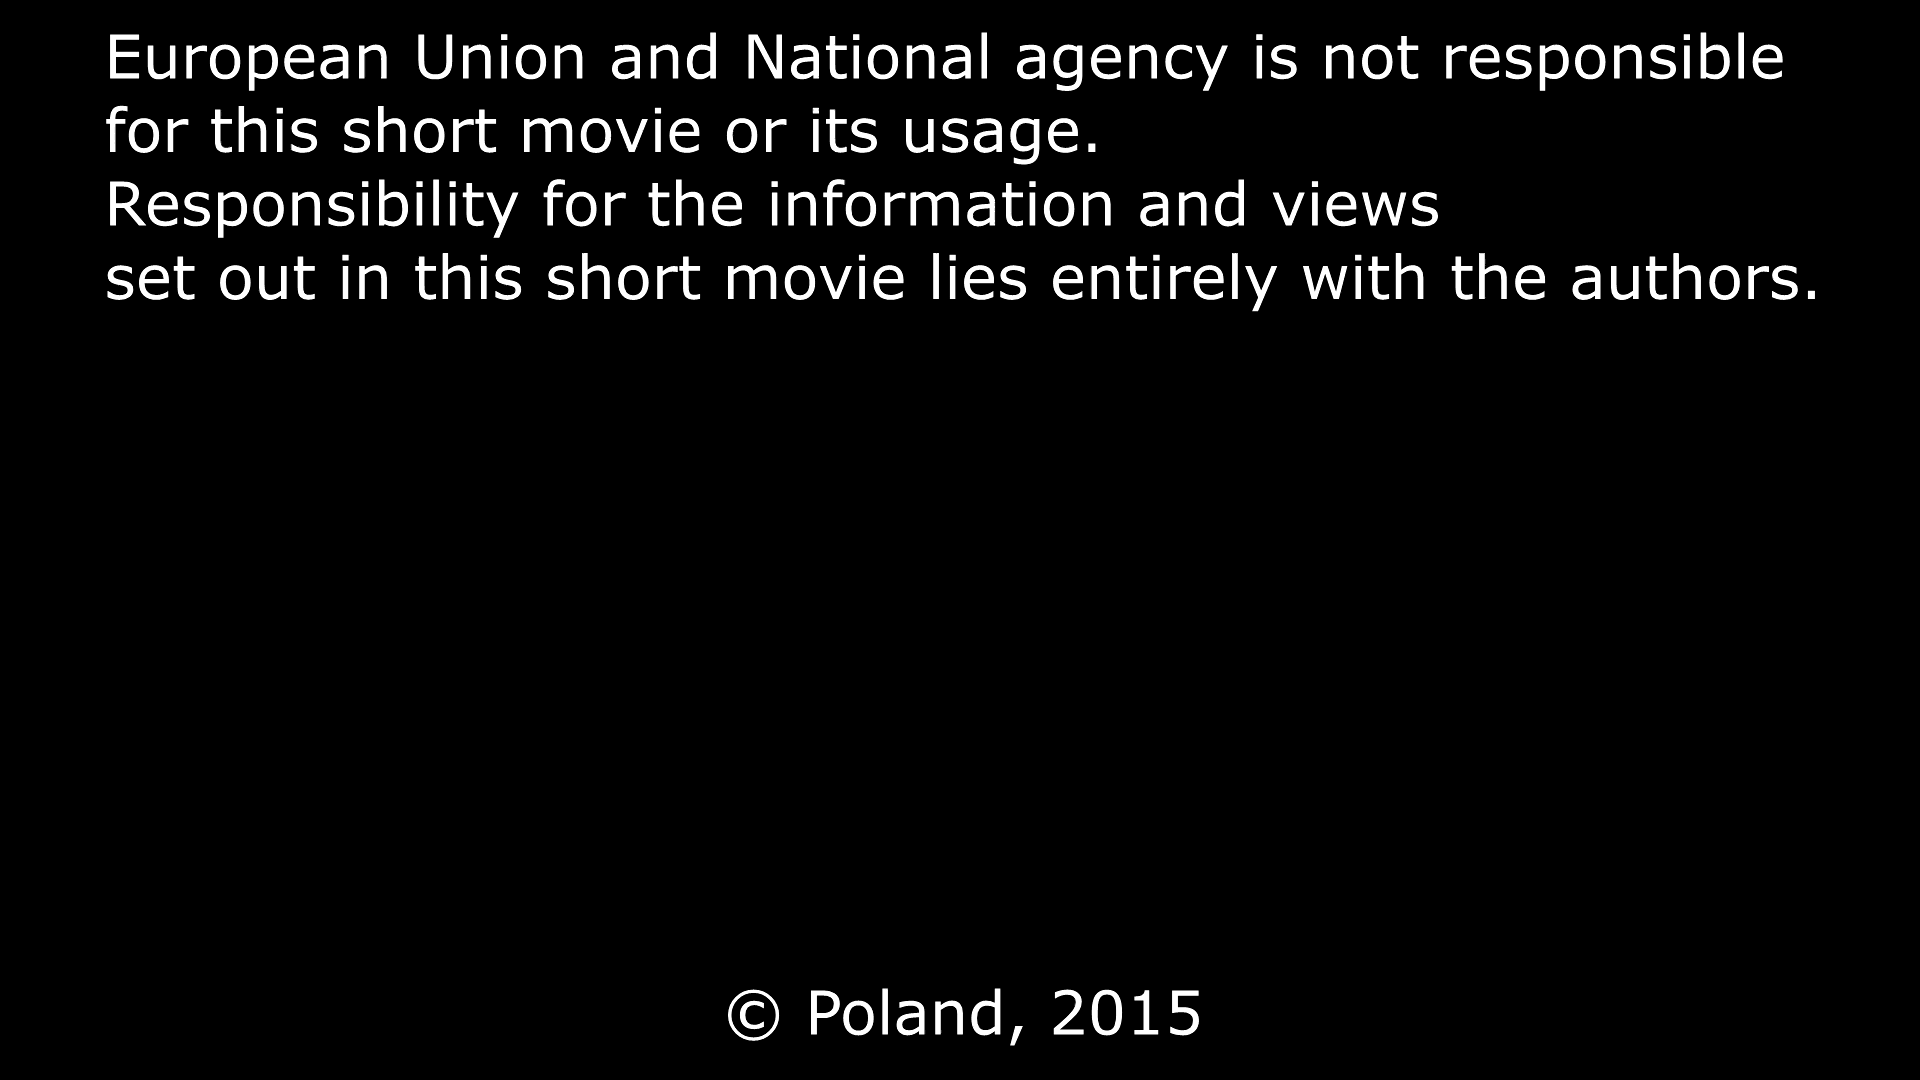 European Union and National agency is not responsible
for this short movie or its usage.
Responsibility for the information and views
set out in this short movie lies entirely with the authors.
© Poland, 2015